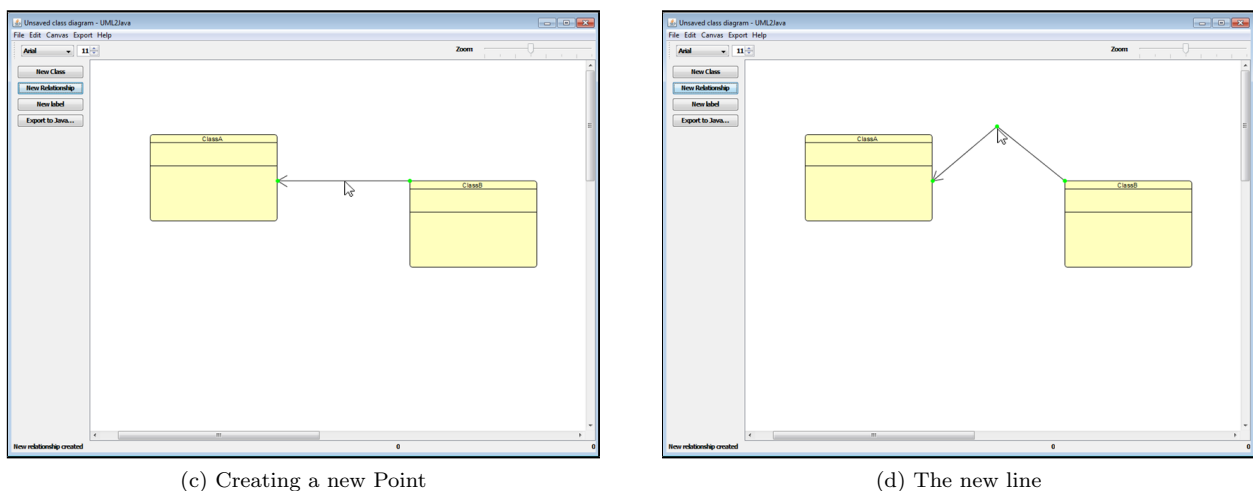 Unsaved class diagram - UML2Java
File Edit Canvas Export Help
Arial 11 Zoom
New Class
New Relationship
New label
Export to Java...
ClassA
ClassB
New relationship created 0 0
(c) Creating a new Point
Unsaved class diagram - UML2Java
File Edit Canvas Export Help
Arial 11 Zoom
New Class
New Relationship
New label
Export to Java...
ClassA
ClassB
New relationship created 0 0
(d) The new line